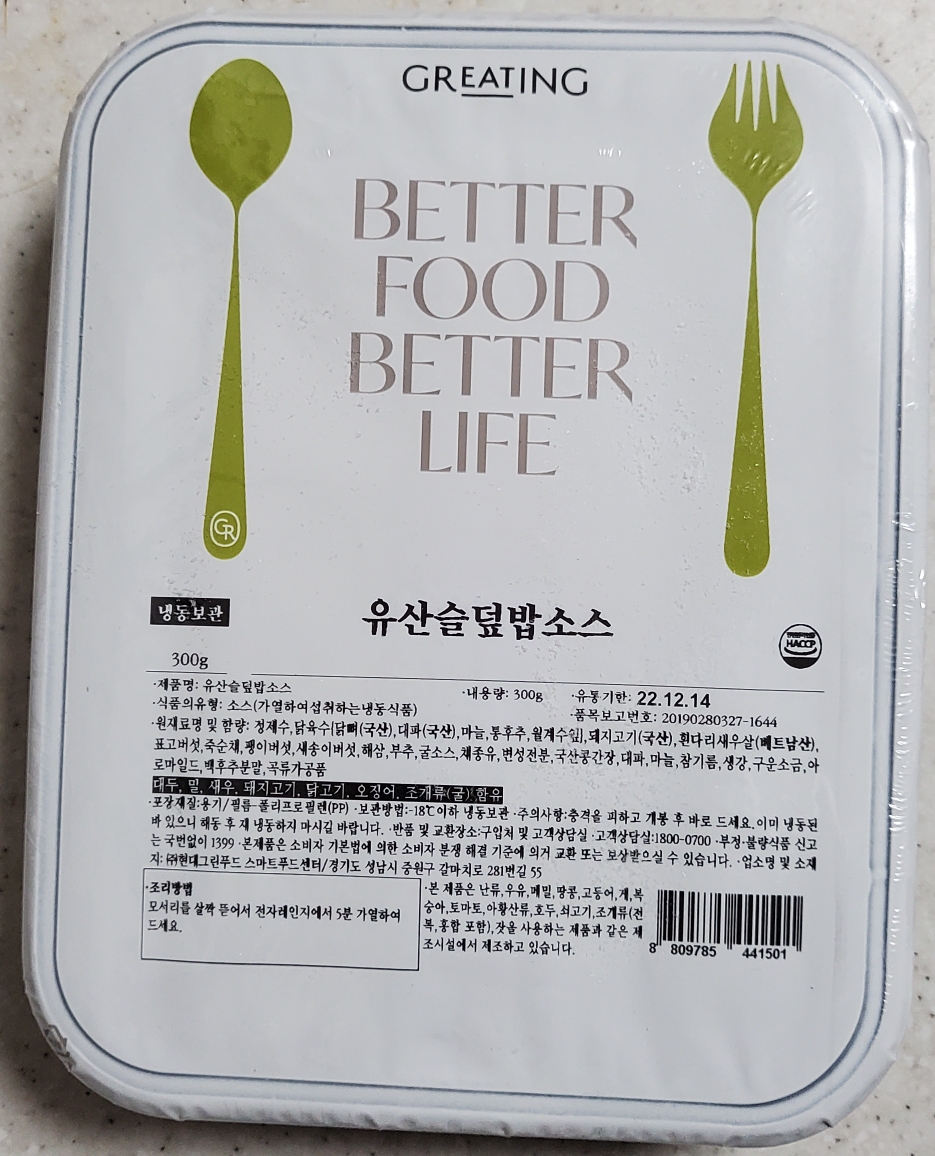 GREATING
BETTER
FOOD
BETTER
LIFE
GR
냉동보관
유산슬덮밥소스
HACCP
300g
·제품명: 유산슬덮밥소스 ·내용량: 300g ·유통기한: 22.12.14
·식품의유형: 소스(가열하여섭취하는냉동식품) ·품목보고번호: 20190280327-1644
·원재료명 및 함량: 정제수,닭육수[닭뼈(국산),대파(국산),마늘,통후추,월계수잎],돼지고기(국산),흰다리새우살(베트남산),
표고버섯,죽순채,팽이버섯,새송이버섯,해삼,부추,굴소스,채종유,변성전분,국산콩간장,대파,마늘,참기름,생강,구운소금,아
로마일드,백후추분말,곡류가공품
대두, 밀, 새우, 돼지고기, 닭고기, 오징어, 조개류(굴)함유
·포장재질:용기/필름-폴리프로필렌(PP) ·보관방법:-18℃이하 냉동보관 ·주의사항:충격을 피하고 개봉 후 바로 드세요.이미 냉동된
바 있으니 해동 후 재 냉동하지 마시길 바랍니다. ·반품 및 교환장소:구입처 및 고객상담실 ·고객상담실:1800-0700 ·부정·불량식품 신고
는 국번없이 1399 ·본제품은 소비자 기본법에 의한 소비자 분쟁 해결 기준에 의거 교환 또는 보상받으실 수 있습니다. ·업소명 및 소재
지: ㈜현대그린푸드 스마트푸드센터/경기도 성남시 중원구 갈마치로 281번길 55
·조리방법
모서리를 살짝 뜯어서 전자레인지에서 5분 가열하여
드세요.
·본 제품은 난류,우유,메밀,땅콩,고등어,게,복
숭아,토마토,아황산류,호두,쇠고기,조개류(전
복,홍합 포함),잣을 사용하는 제품과 같은 제
조시설에서 제조하고 있습니다.
8 809785 441501